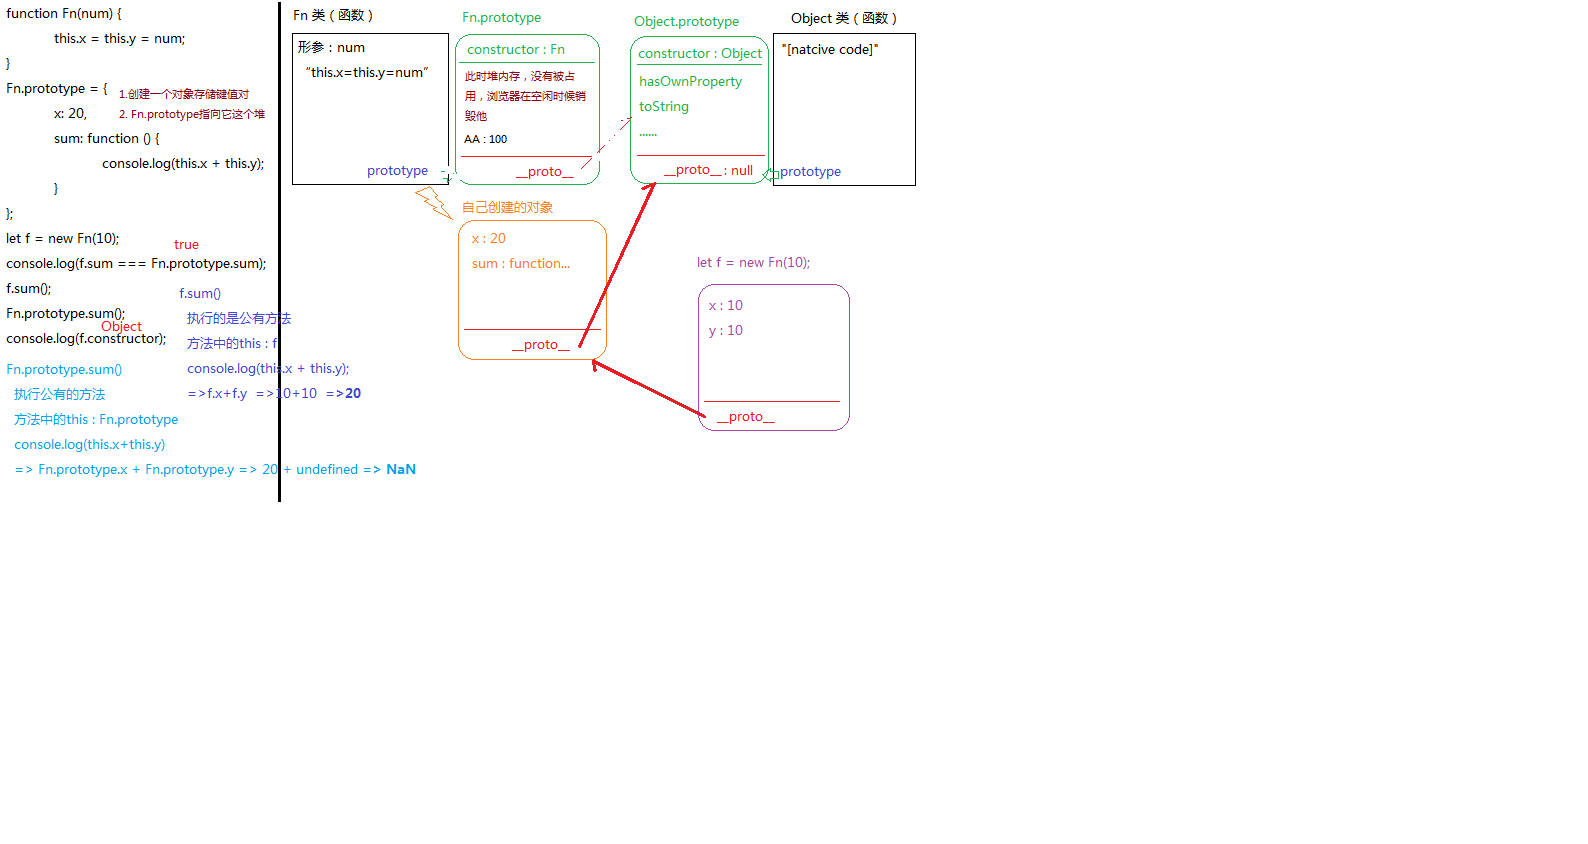 function Fn(num) {
this.x = this.y = num;
}
Fn.prototype = {
1.创建一个对象存储键值对
x: 20,
2. Fn.prototype指向它这个堆
sum: function () {
console.log(this.x + this.y);
}
};
let f = new Fn(10);
true
console.log(f.sum === Fn.prototype.sum);
f.sum();
Fn.prototype.sum();
Object
console.log(f.constructor);
f.sum()
执行的是公有方法
方法中的this : f
console.log(this.x + this.y);
=>f.x+f.y =>10+10 =>20
Fn.prototype.sum()
执行公有的方法
方法中的this : Fn.prototype
console.log(this.x+this.y)
=> Fn.prototype.x + Fn.prototype.y => 20 + undefined => NaN
Fn 类 ( 函数 )
形参 : num
“this.x=this.y=num”
prototype
Fn.prototype
constructor : Fn
此时堆内存，没有被占
用，浏览器在空闲时候销
毁他
AA : 100
__proto__
Object.prototype
constructor : Object
hasOwnProperty
toString
......
__proto__ : null
Object 类 ( 函数 )
"[natcive code]"
prototype
自己创建的对象
x : 20
sum : function...
__proto__
let f = new Fn(10);
x : 10
y : 10
__proto__